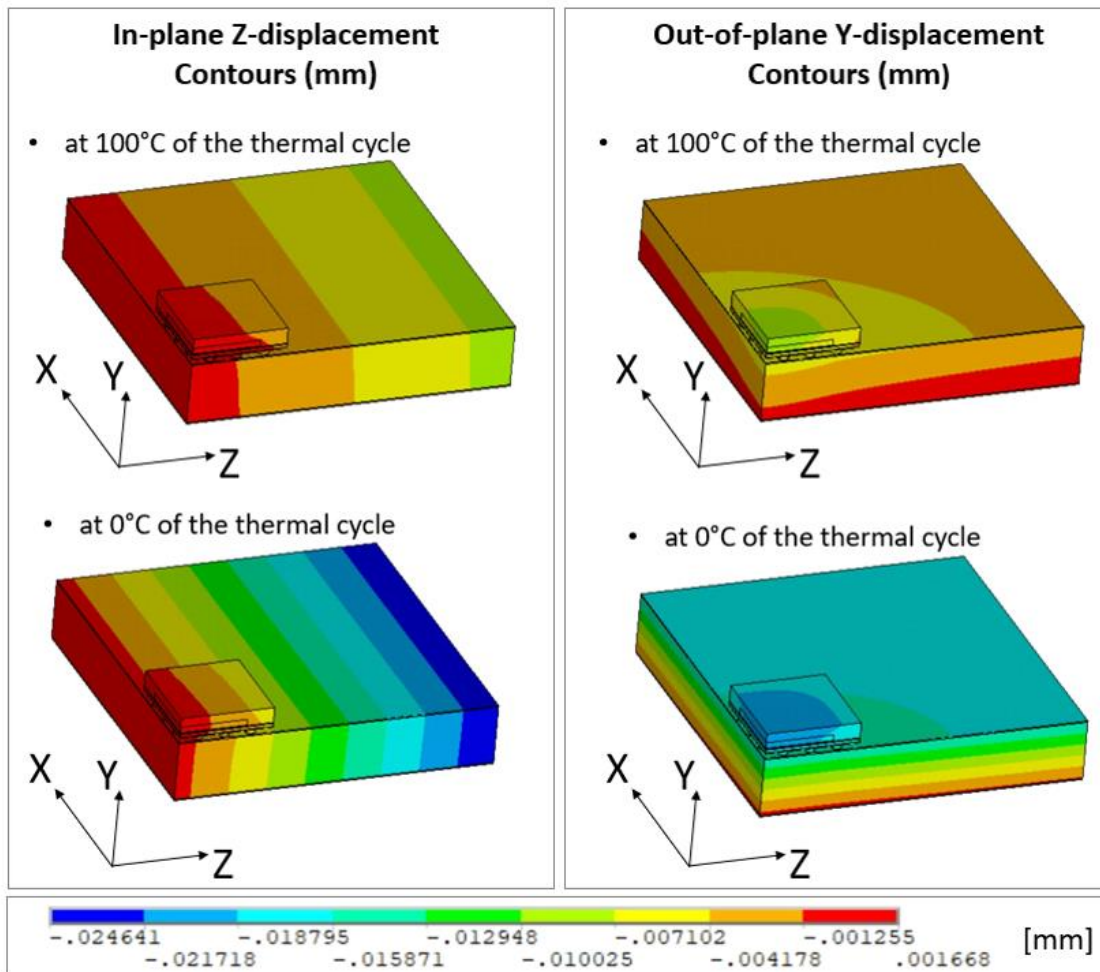 In-plane Z-displacement
Contours (mm)
• at 100°C of the thermal cycle
X
Y
Z
• at 0°C of the thermal cycle
X
Y
Z
Out-of-plane Y-displacement
Contours (mm)
• at 100°C of the thermal cycle
X
Y
Z
• at 0°C of the thermal cycle
X
Y
Z
-.024641 -.018795 -.012948 -.007102 -.001255
-.021718 -.015871 -.010025 -.004178 .001668
[mm]